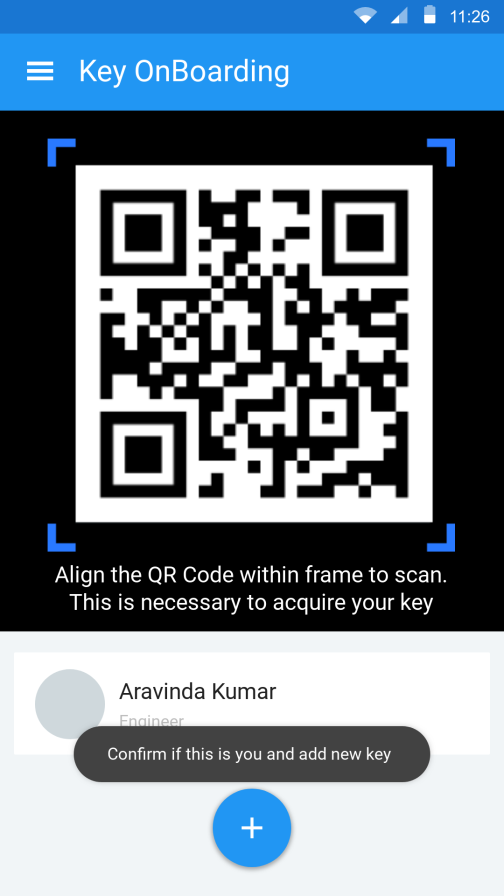 11:26
Key OnBoarding
Align the QR Code within frame to scan.
This is necessary to acquire your key
Aravinda Kumar
Engineer
Confirm if this is you and add new key